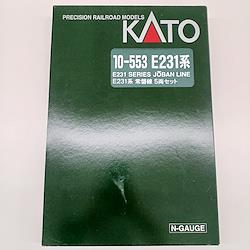 PRECISION RAILROAD MODELS
KATO
10-553 E231系
E231 SERIES JŌBAN LINE
E231系 常磐線 5両セット
N-GAUGE